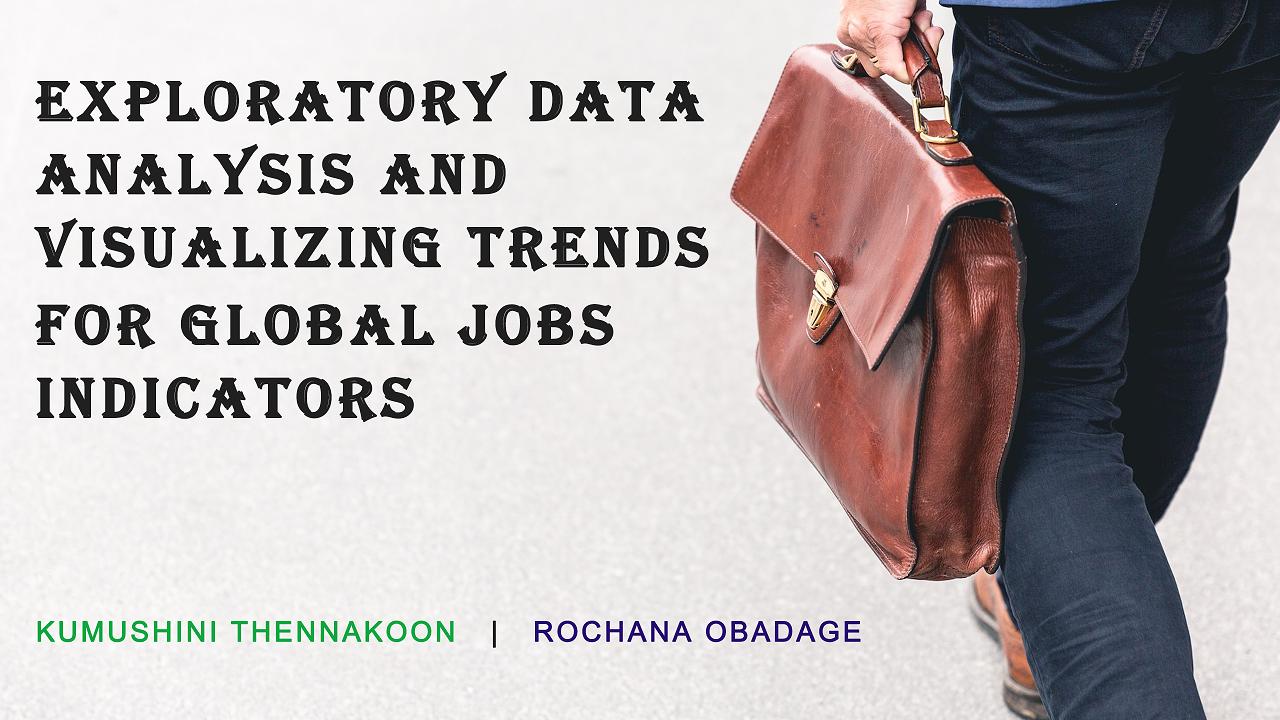 EXPLORATORY DATA
ANALYSIS AND
VISUALIZING TRENDS
FOR GLOBAL JOBS
INDICATORS
KUMUSHINI THENNAKOON | ROCHANA OBADAGE